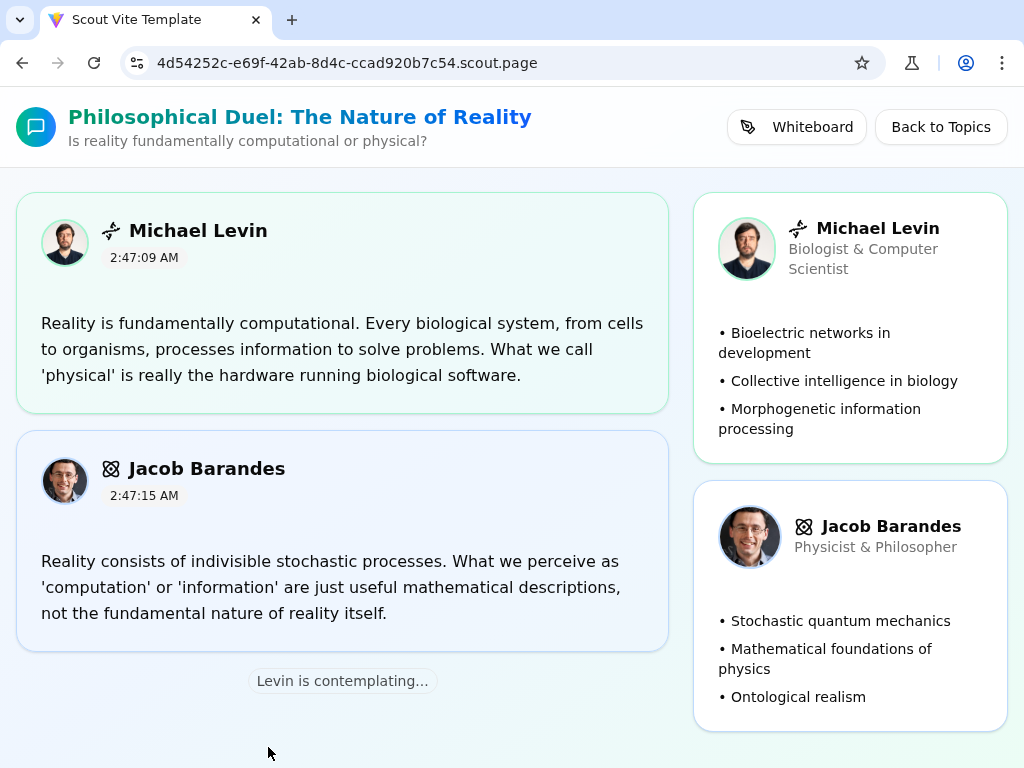 Scout Vite Template
4d54252c-e69f-42ab-8d4c-ccad920b7c54.scout.page
Philosophical Duel: The Nature of Reality
Is reality fundamentally computational or physical?
Whiteboard
Back to Topics
Michael Levin
2:47:09 AM
Reality is fundamentally computational. Every biological system, from cells
to organisms, processes information to solve problems. What we call
'physical' is really the hardware running biological software.
Jacob Barandes
2:47:15 AM
Reality consists of indivisible stochastic processes. What we perceive as
'computation' or 'information' are just useful mathematical descriptions,
not the fundamental nature of reality itself.
Levin is contemplating...
Michael Levin
Biologist & Computer
Scientist
• Bioelectric networks in
development
• Collective intelligence in biology
• Morphogenetic information
processing
Jacob Barandes
Physicist & Philosopher
• Stochastic quantum mechanics
• Mathematical foundations of
physics
• Ontological realism